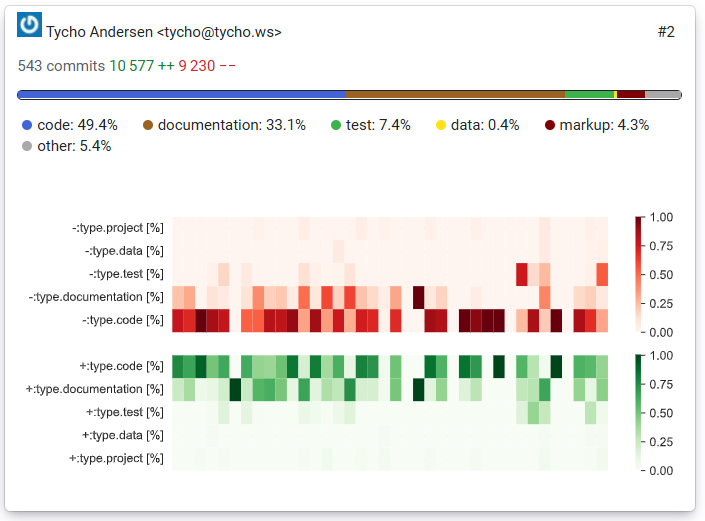 Tycho Andersen <tycho@tycho.ws> #2
543 commits 10 577 ++ 9 230 −−
code: 49.4% documentation: 33.1% test: 7.4% data: 0.4% markup: 4.3%
other: 5.4%
-:type.project [%]
-:type.data [%]
-:type.test [%]
-:type.documentation [%]
-:type.code [%]
1.00
0.75
0.50
0.25
0.00
+:type.code [%]
+:type.documentation [%]
+:type.test [%]
+:type.data [%]
+:type.project [%]
1.00
0.75
0.50
0.25
0.00